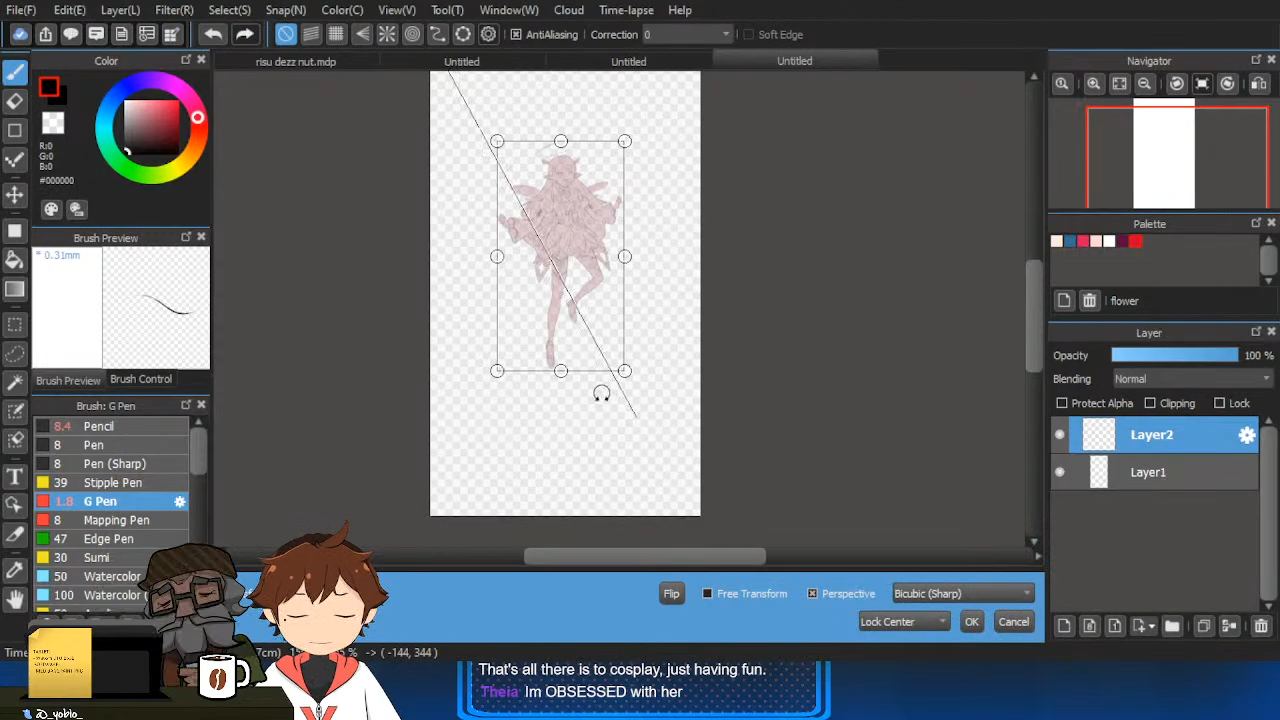 File(F) Edit(E) Layer(L) Filter(R) Select(S) Snap(N) Color(C) View(V) Tool(T) Window(W) Cloud Time-lapse Help
AntiAliasing Correction 0 Soft Edge
Color
risu dezz nut.mdp Untitled Untitled Untitled
Navigator
R:0
G:0
B:0
#000000
Brush Preview
0.31mm
Brush Preview Brush Control
Brush: G Pen
8.4 Pencil
8 Pen
8 Pen (Sharp)
39 Stipple Pen
1.8 G Pen
8 Mapping Pen
47 Edge Pen
30 Sumi
50 Watercolor
100 Watercolor
Palette
flower
Layer
Opacity 100 %
Blending Normal
Protect Alpha Clipping Lock
Layer2
Layer1
Flip Free Transform Perspective Bicubic (Sharp)
Lock Center OK Cancel
% -> ( -144, 344 )
TABLET:
That's all there is to cosplay, just having fun.
Theia Im OBSESSED with her